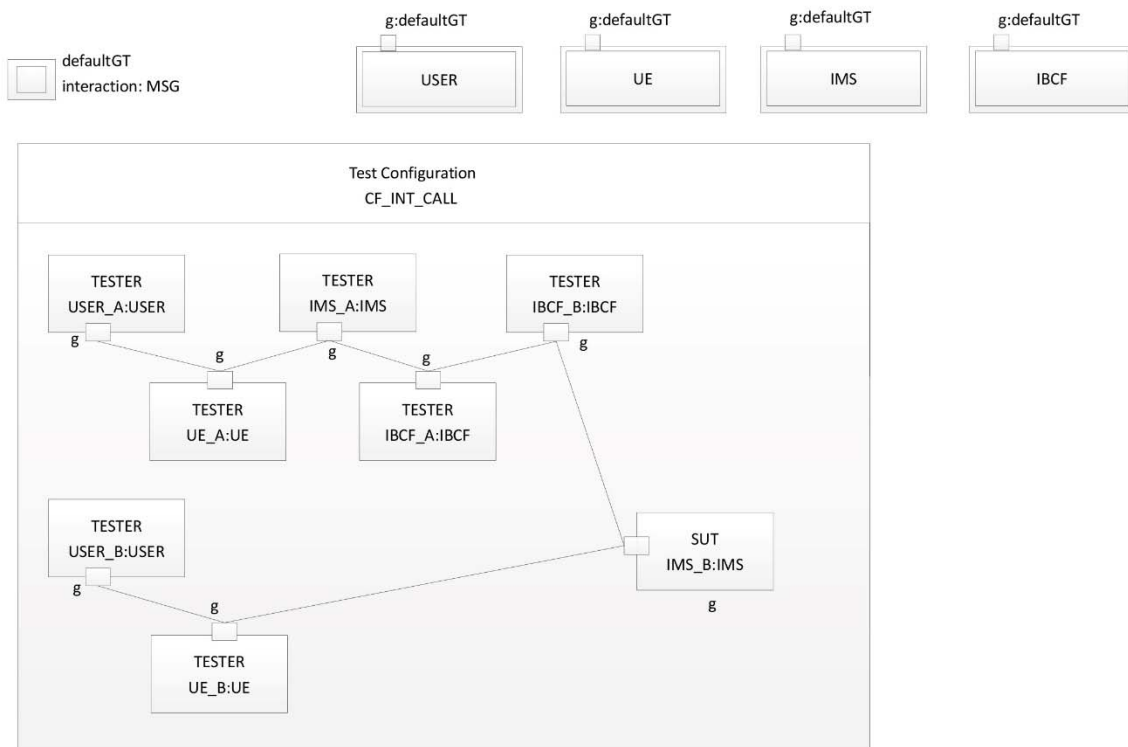 g:defaultGT
g:defaultGT
g:defaultGT
g:defaultGT
defaultGT
interaction: MSG
USER
UE
IMS
IBCF
Test Configuration
CF_INT_CALL
TESTER
USER_A:USER
g
TESTER
IMS_A:IMS
g
TESTER
IBCF_B:IBCF
g
g
TESTER
UE_A:UE
g
TESTER
IBCF_A:IBCF
TESTER
USER_B:USER
g
SUT
IMS_B:IMS
g
g
TESTER
UE_B:UE